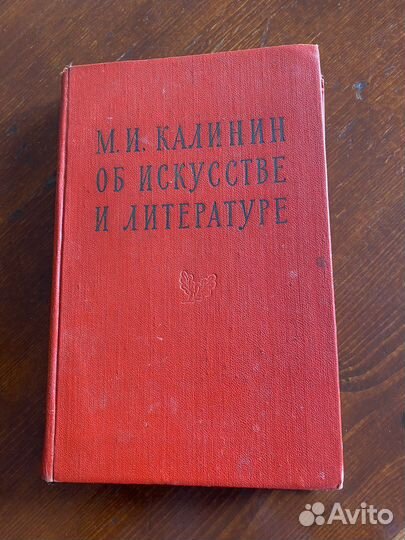 М. И. КАЛИНИН
ОБ ИСКУССТВЕ
И ЛИТЕРАТУРЕ
Avito